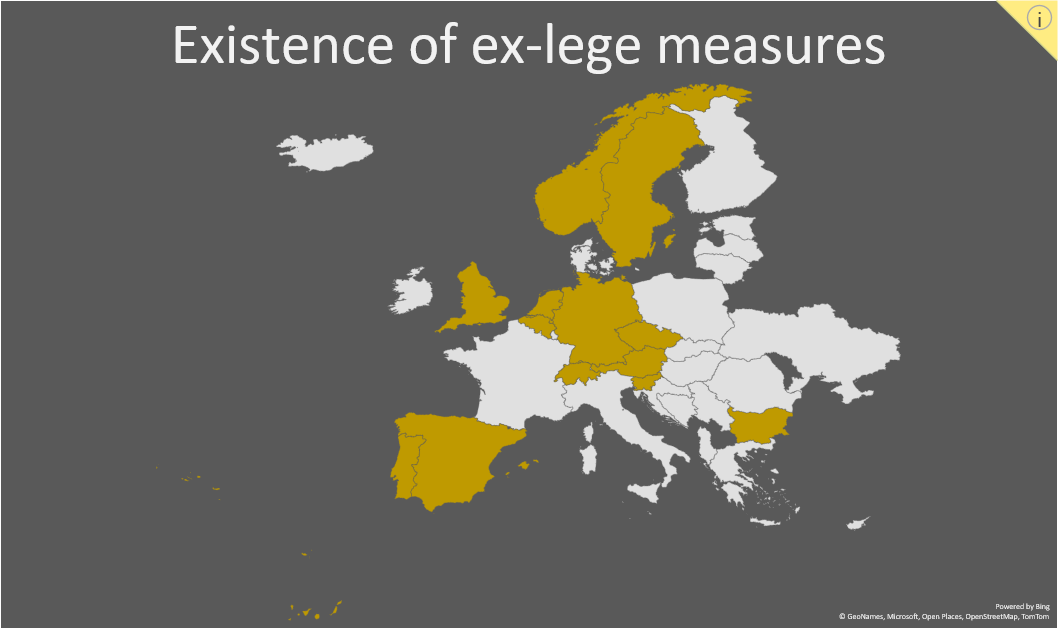 i
Existence of ex-lege measures
Powered by Bing
© GeoNames, Microsoft, Open Places, OpenStreetMap, TomTom